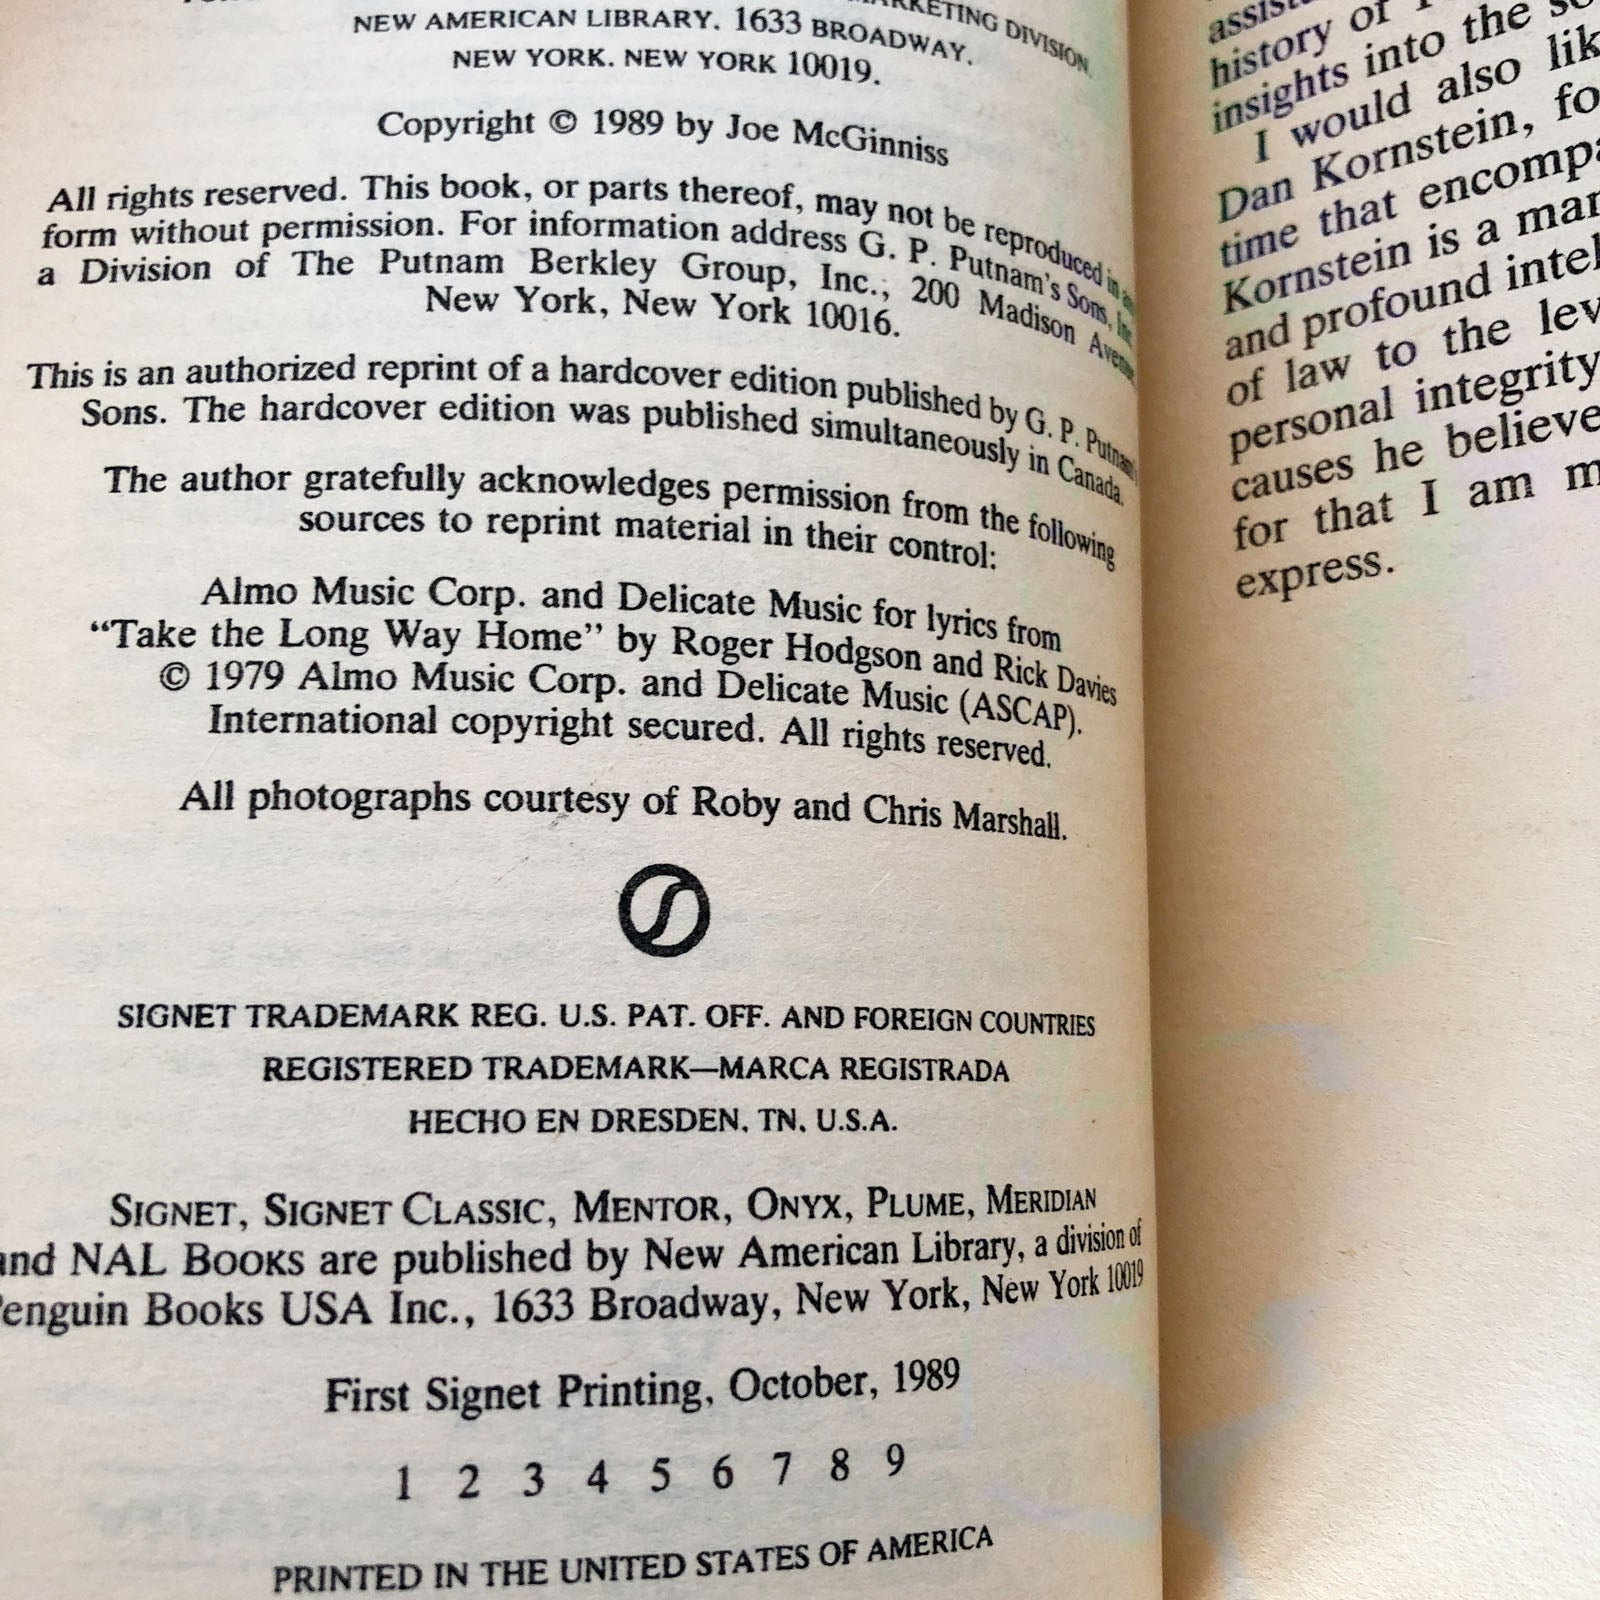 MARKETING DIVISION,
NEW AMERICAN LIBRARY, 1633 BROADWAY,
NEW YORK, NEW YORK 10019.
Copyright © 1989 by Joe McGinniss
All rights reserved. This book, or parts thereof, may not be reproduced in
form without permission. For information address G. P. Putnam's Sons, Inc.
a Division of The Putnam Berkley Group, Inc., 200 Madison Avenue,
New York, New York 10016.
This is an authorized reprint of a hardcover edition published by G. P. Putnam's
Sons. The hardcover edition was published simultaneously in Canada.
The author gratefully acknowledges permission from the following
sources to reprint material in their control:
Almo Music Corp. and Delicate Music for lyrics from
“Take the Long Way Home” by Roger Hodgson and Rick Davies
© 1979 Almo Music Corp. and Delicate Music (ASCAP).
International copyright secured. All rights reserved.
All photographs courtesy of Roby and Chris Marshall.
SIGNET TRADEMARK REG. U.S. PAT. OFF. AND FOREIGN COUNTRIES
REGISTERED TRADEMARK—MARCA REGISTRADA
HECHO EN DRESDEN, TN, U.S.A.
SIGNET, SIGNET CLASSIC, MENTOR, ONYX, PLUME, MERIDIAN
and NAL BOOKS are published by New American Library, a division of
Penguin Books USA Inc., 1633 Broadway, New York, New York 10019
First Signet Printing, October, 1989
1 2 3 4 5 6 7 8 9
PRINTED IN THE UNITED STATES OF AMERICA
history of
insights into the
I would also
Dan Kornstein,
time that
Kornstein is a
and profound
of law to the
personal integrity
causes he
for that I am
express.